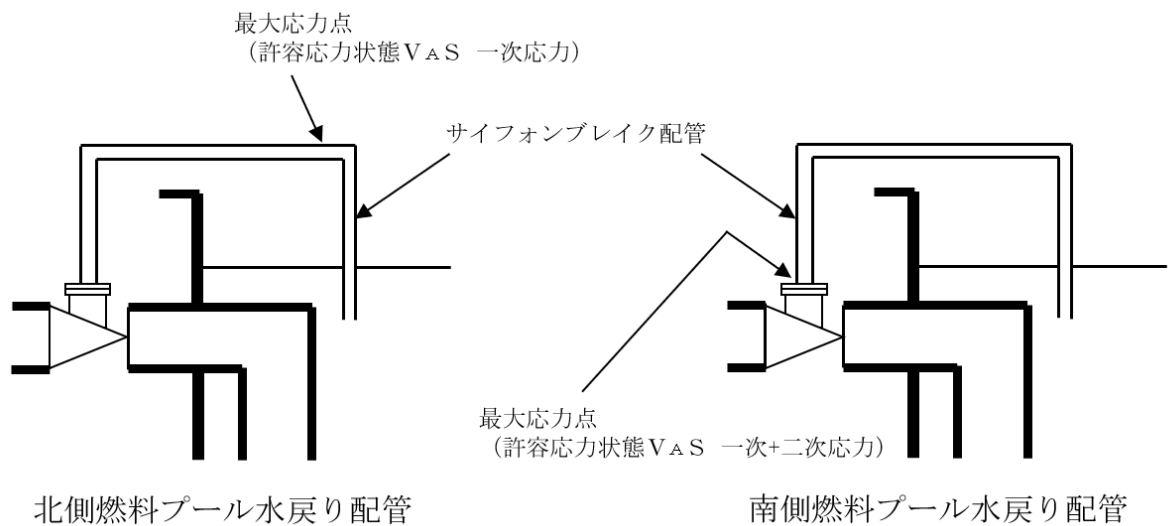 最大応力点
（許容応力状態ＶＡＳ 一次応力）
サイフォンブレイク配管
最大応力点
（許容応力状態ＶＡＳ 一次+二次応力）
北側燃料プール水戻り配管
南側燃料プール水戻り配管